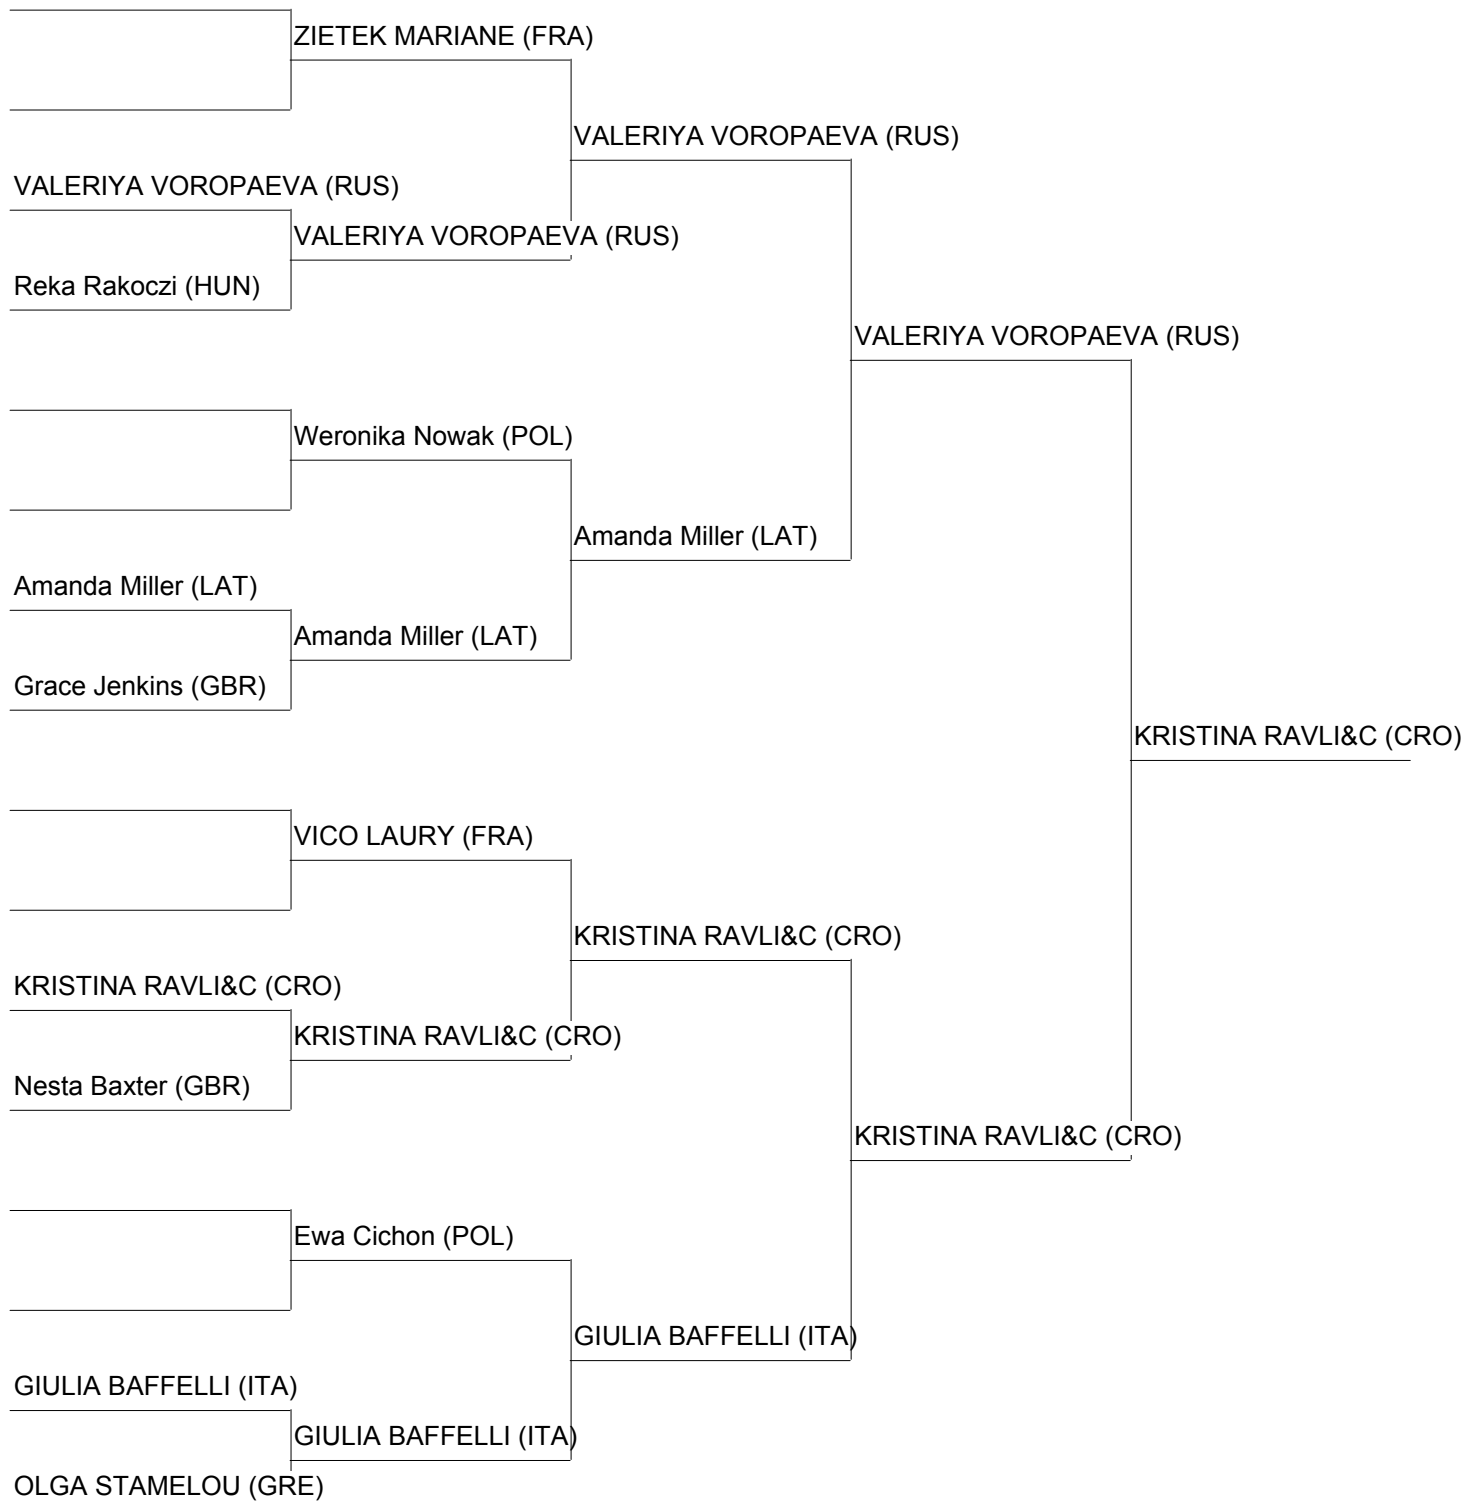 ZIETEK MARIANE (FRA)
VALERIYA VOROPAEVA (RUS)
VALERIYA VOROPAEVA (RUS)
VALERIYA VOROPAEVA (RUS)
Reka Rakoczi (HUN)
VALERIYA VOROPAEVA (RUS)
Weronika Nowak (POL)
Amanda Miller (LAT)
Amanda Miller (LAT)
Amanda Miller (LAT)
Grace Jenkins (GBR)
KRISTINA RAVLI&C (CRO)
VICO LAURY (FRA)
KRISTINA RAVLI&C (CRO)
KRISTINA RAVLI&C (CRO)
KRISTINA RAVLI&C (CRO)
Nesta Baxter (GBR)
KRISTINA RAVLI&C (CRO)
Ewa Cichon (POL)
GIULIA BAFFELLI (ITA)
GIULIA BAFFELLI (ITA)
GIULIA BAFFELLI (ITA)
OLGA STAMELOU (GRE)